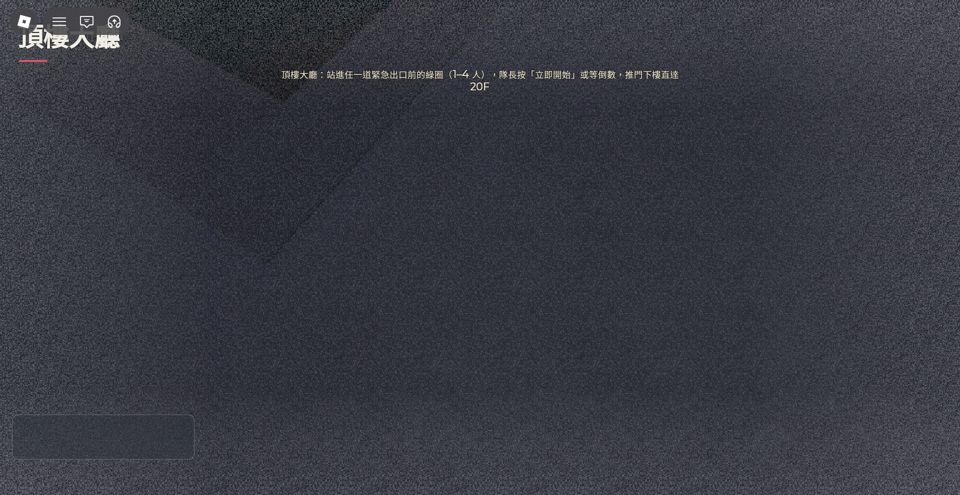 頂樓大廳
頂樓大廳：站進任一道緊急出口前的綠圈（1–4 人），隊長按「立即開始」或等倒數，推門下樓直達
20F